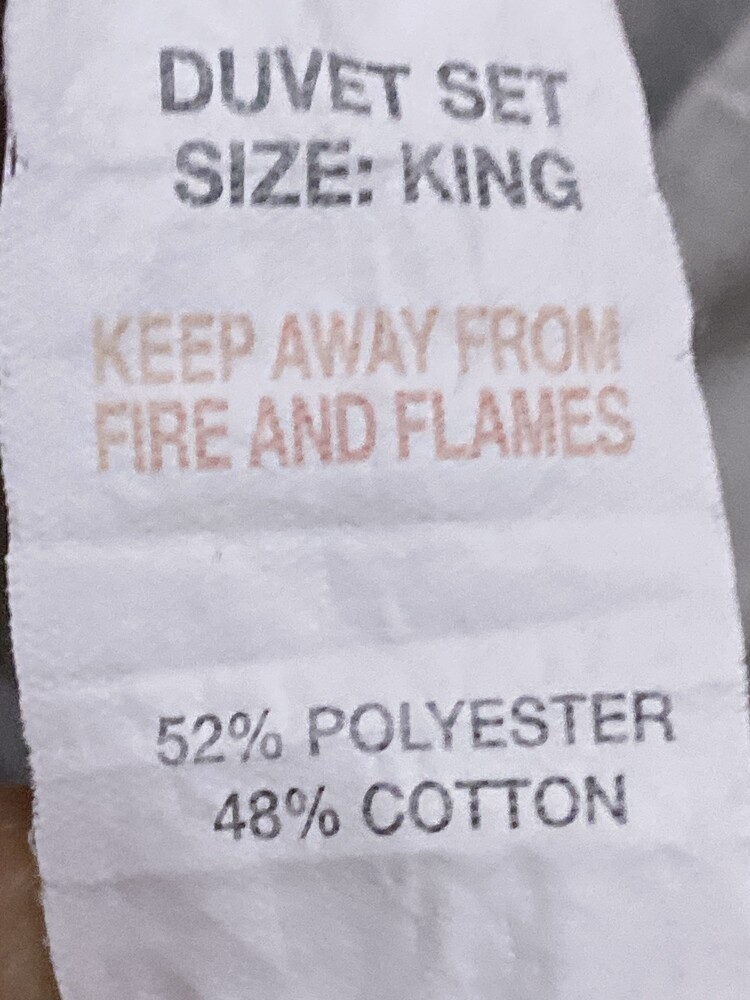 DUVET SET
SIZE: KING
KEEP AWAY FROM
FIRE AND FLAMES
52% POLYESTER
48% COTTON